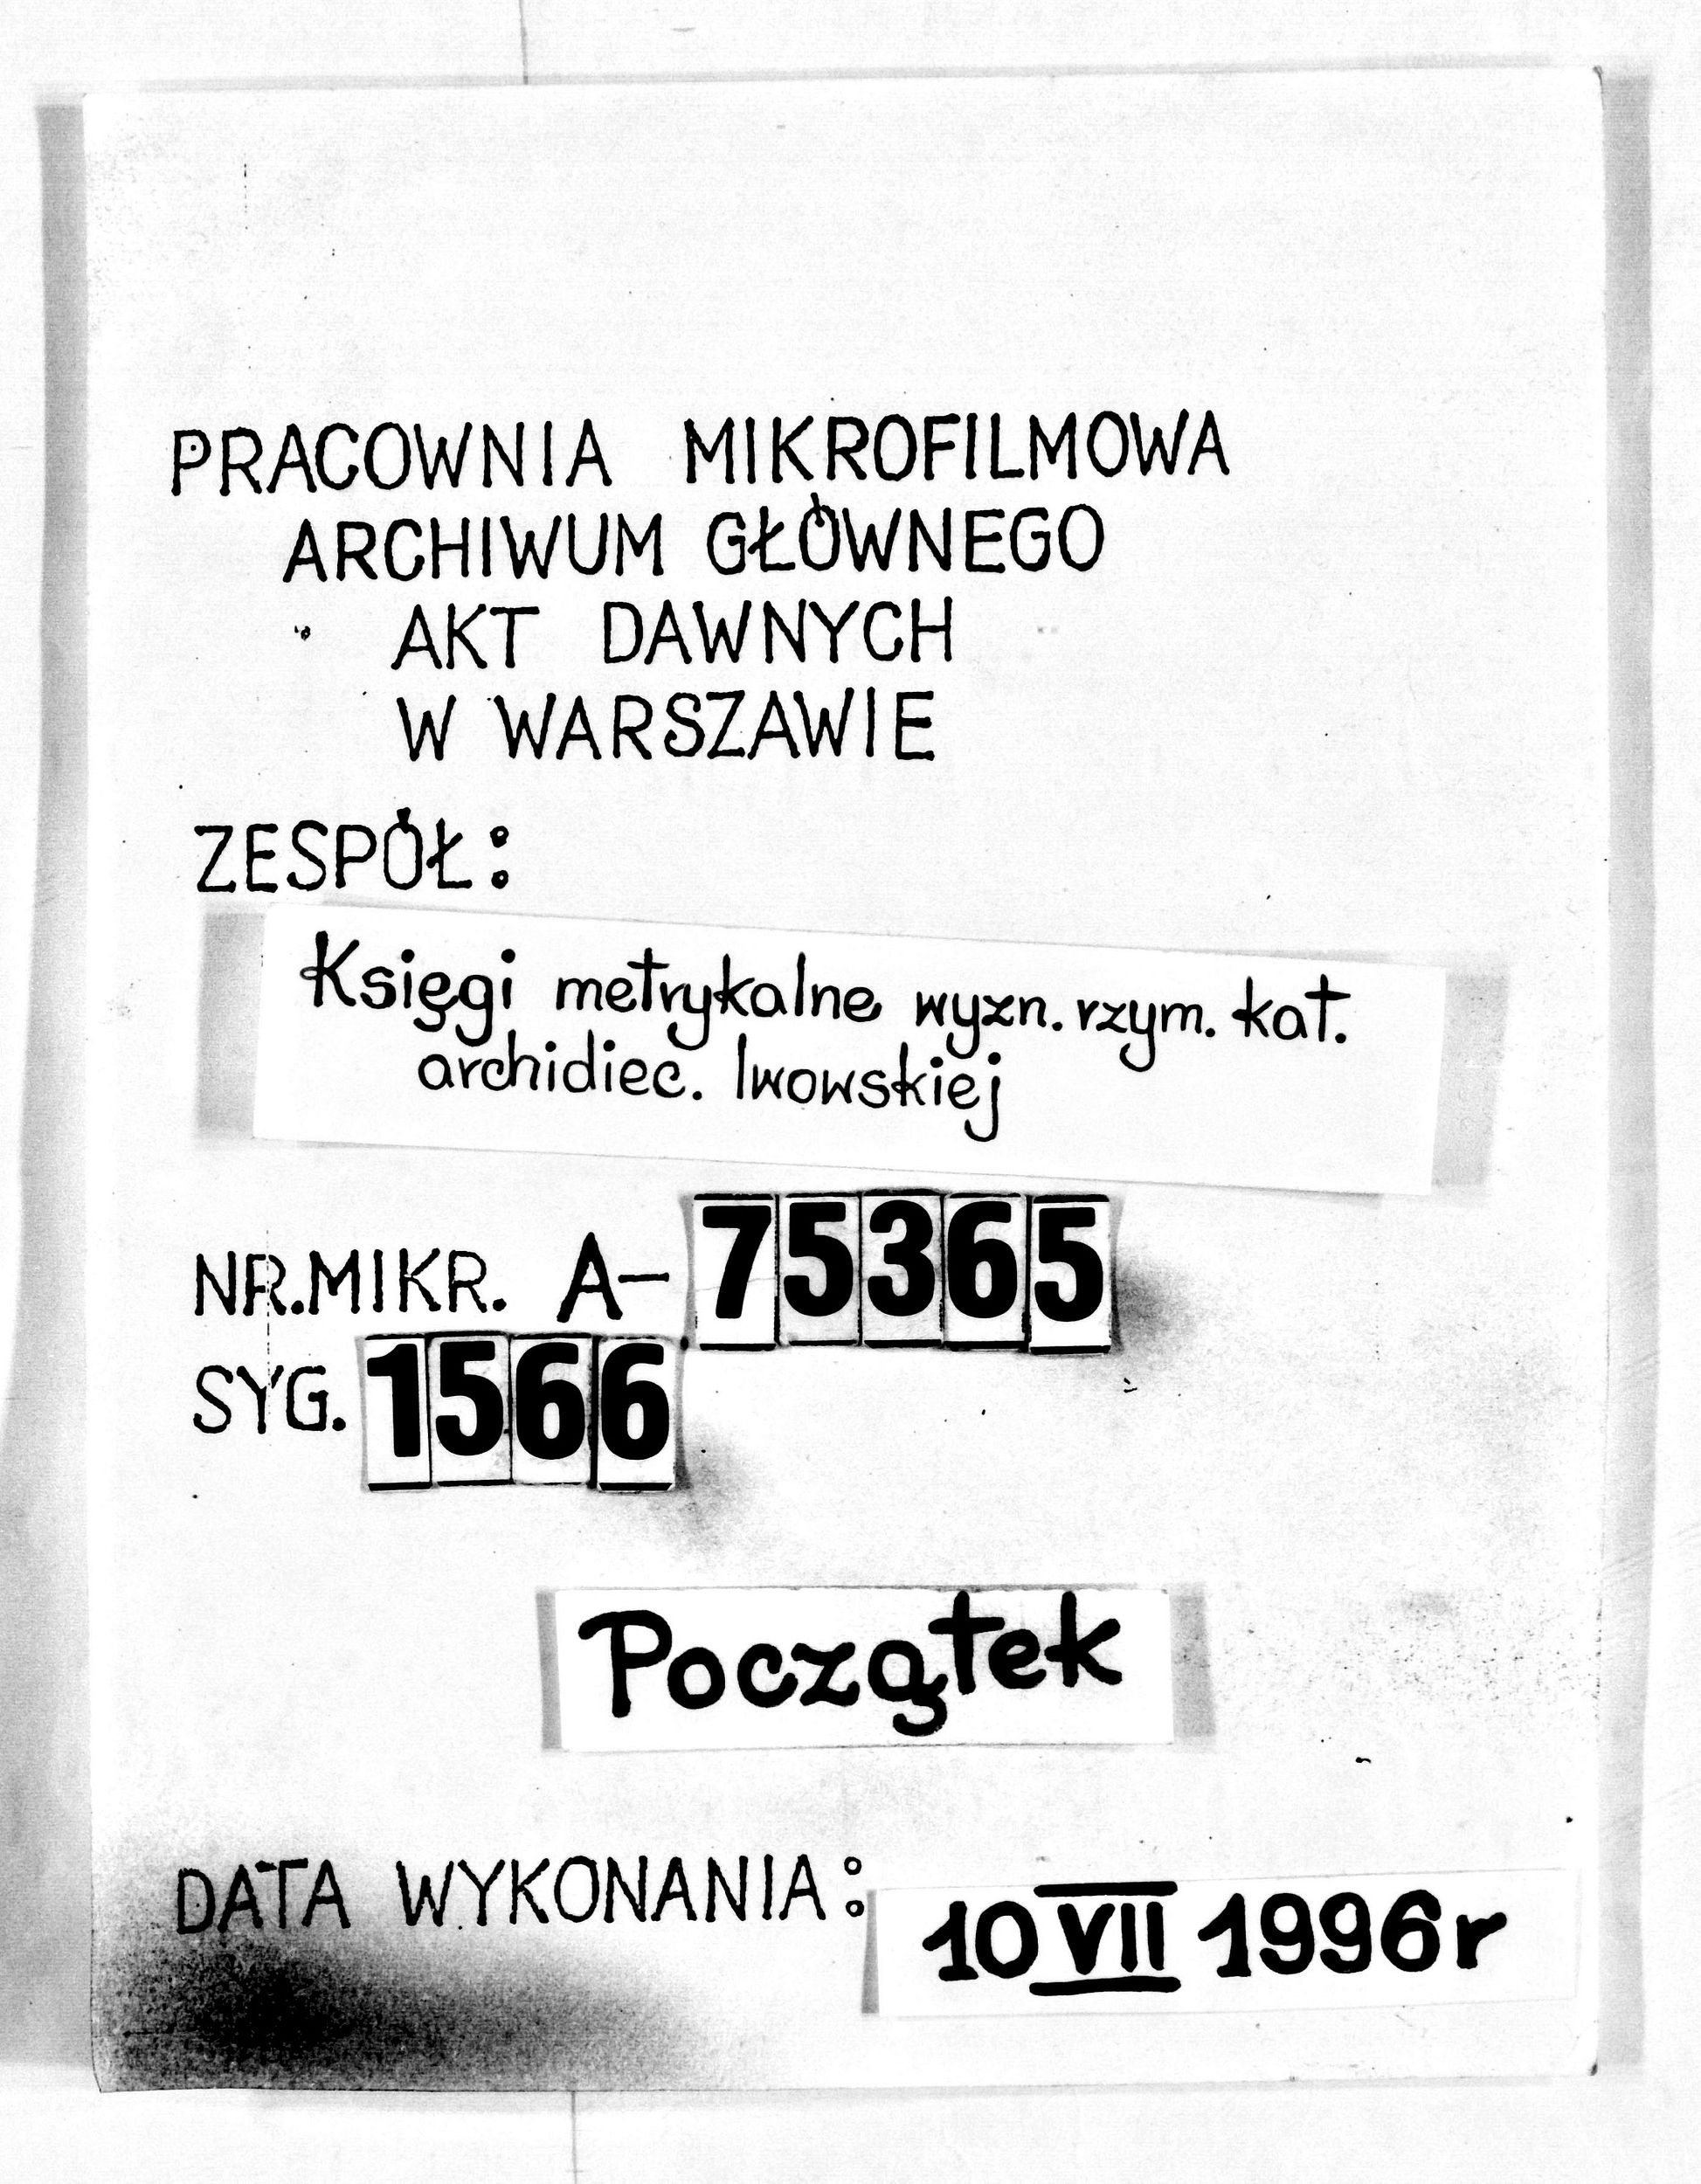 PRACOWNIA MIKROFILMOWA
ARCHIWUM GŁÓWNEGO
AKT DAWNYCH
W WARSZAWIE
ZESPÓŁ:
Księgi metrykalne wyzn. rzym. kat.
archidiec. lwowskiej
NR.MIKR. A- 75365
SYG. 1566
Początek
DATA WYKONANIA: 10 VII 1996r